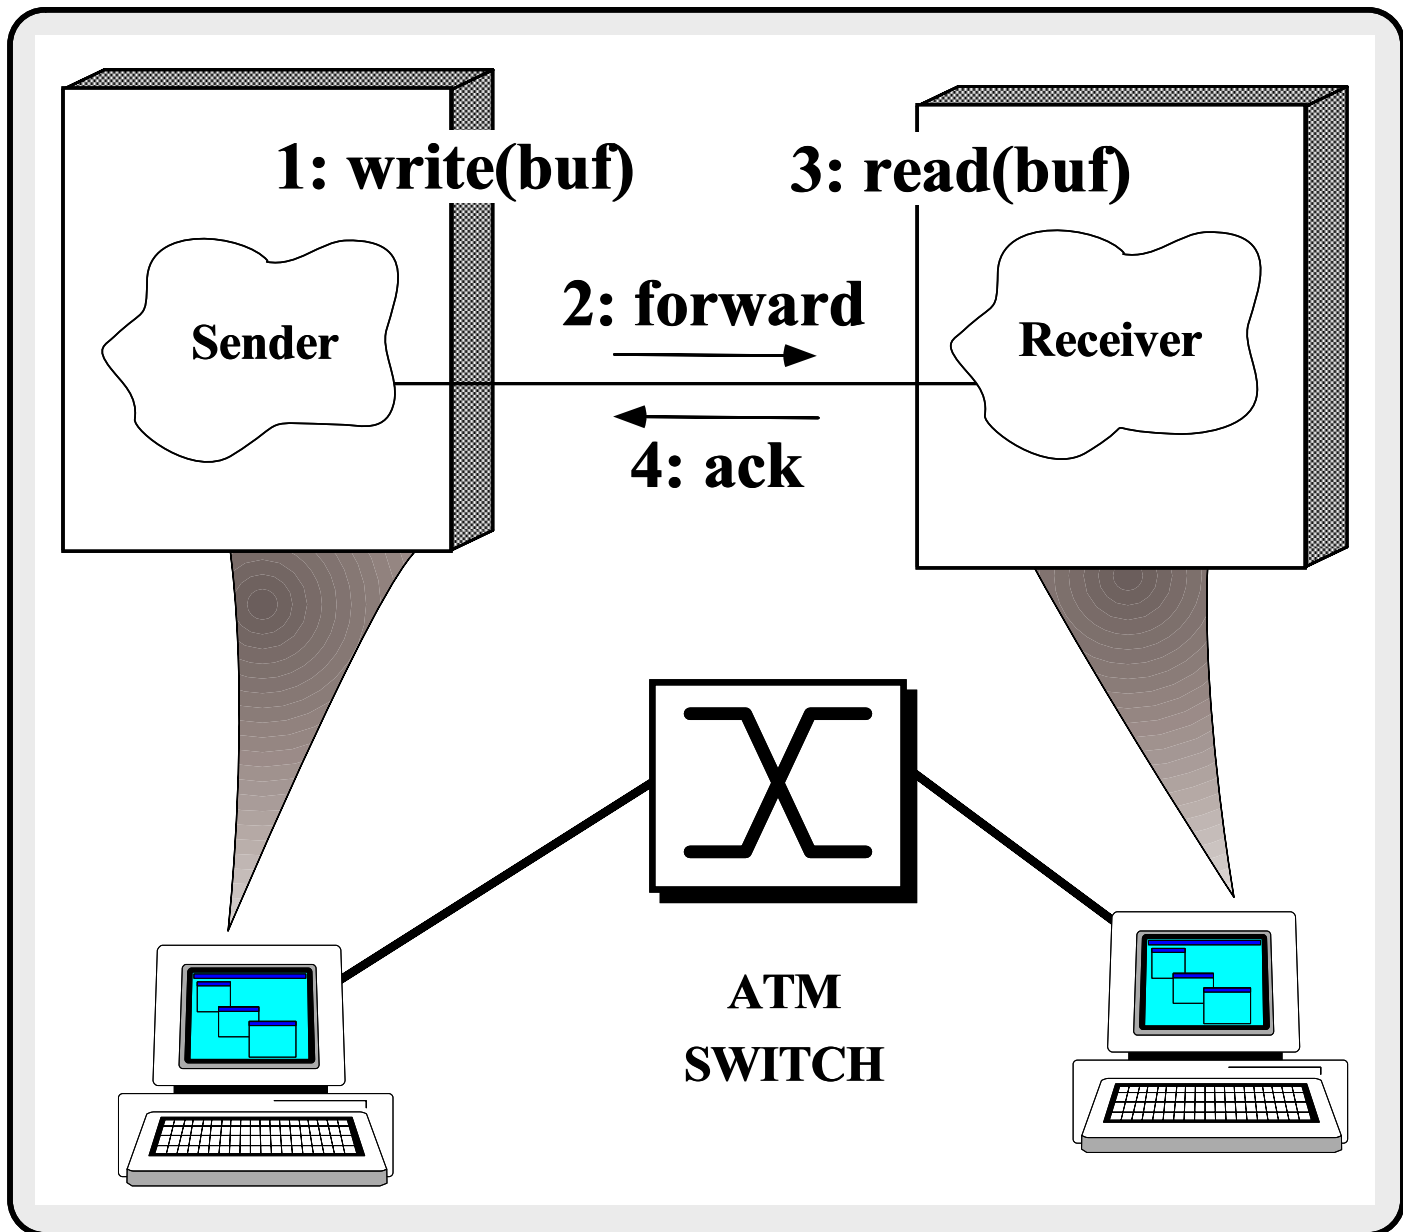 1: write(buf)
3: read(buf)
2: forward
Sender
Receiver
4: ack
ATM
SWITCH